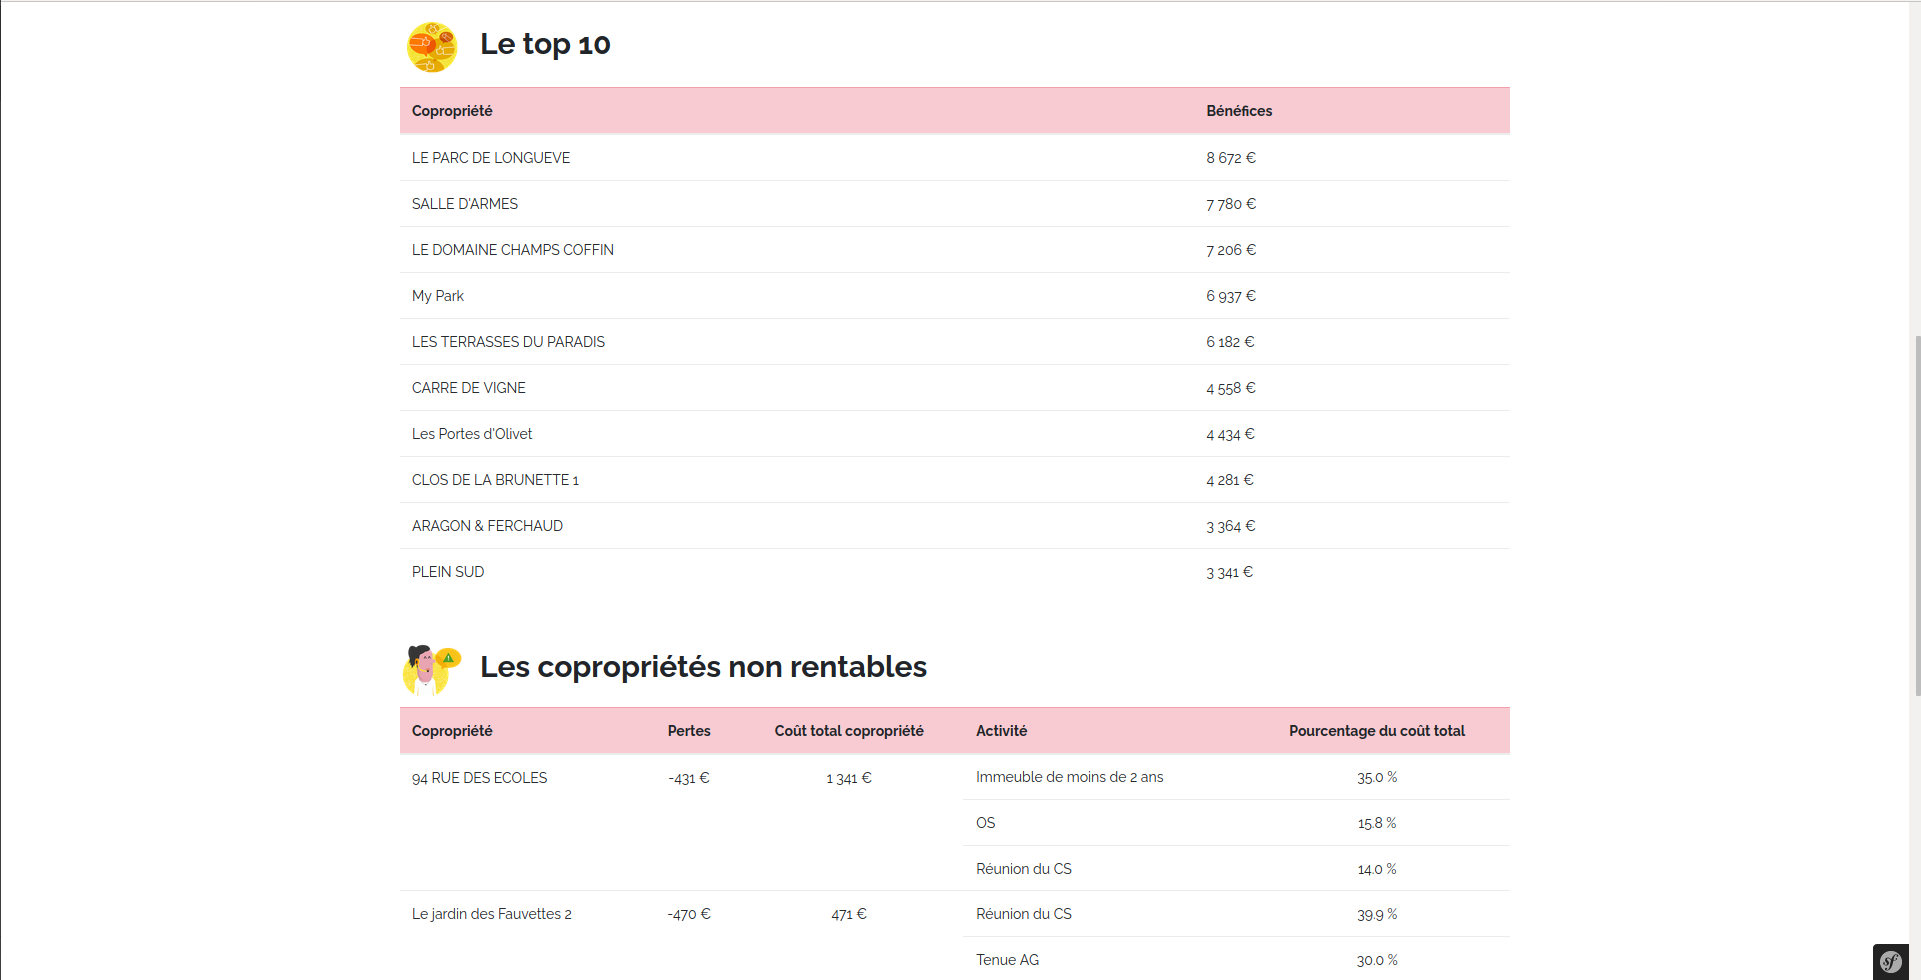 Le top 10
Copropriété Bénéfices
LE PARC DE LONGUEVE 8 672 €
SALLE D'ARMES 7 780 €
LE DOMAINE CHAMPS COFFIN 7 206 €
My Park 6 937 €
LES TERRASSES DU PARADIS 6 182 €
CARRE DE VIGNE 4 558 €
Les Portes d'Olivet 4 434 €
CLOS DE LA BRUNETTE 1 4 281 €
ARAGON & FERCHAUD 3 364 €
PLEIN SUD 3 341 €
Les copropriétés non rentables
Copropriété Pertes Coût total copropriété Activité Pourcentage du coût total
94 RUE DES ECOLES -431 € 1 341 € Immeuble de moins de 2 ans 35.0 %
OS 15.8 %
Réunion du CS 14.0 %
Le jardin des Fauvettes 2 -470 € 471 € Réunion du CS 39.9 %
Tenue AG 30.0 %
sf